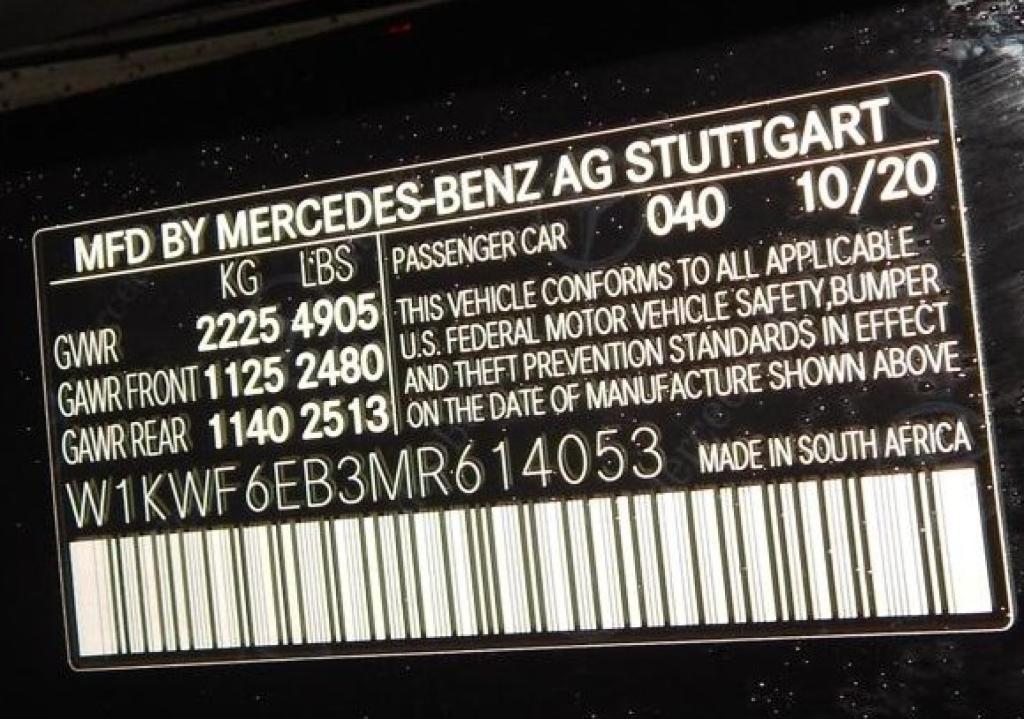 MFD BY MERCEDES-BENZ AG STUTTGART
KG LBS
GVWR 2225 4905
GAWR FRONT 1125 2480
GAWR REAR 1140 2513
PASSENGER CAR 040 10/20
THIS VEHICLE CONFORMS TO ALL APPLICABLE
U.S. FEDERAL MOTOR VEHICLE SAFETY,BUMPER
AND THEFT PREVENTION STANDARDS IN EFFECT
ON THE DATE OF MANUFACTURE SHOWN ABOVE
W1KWF6EB3MR614053 MADE IN SOUTH AFRICA